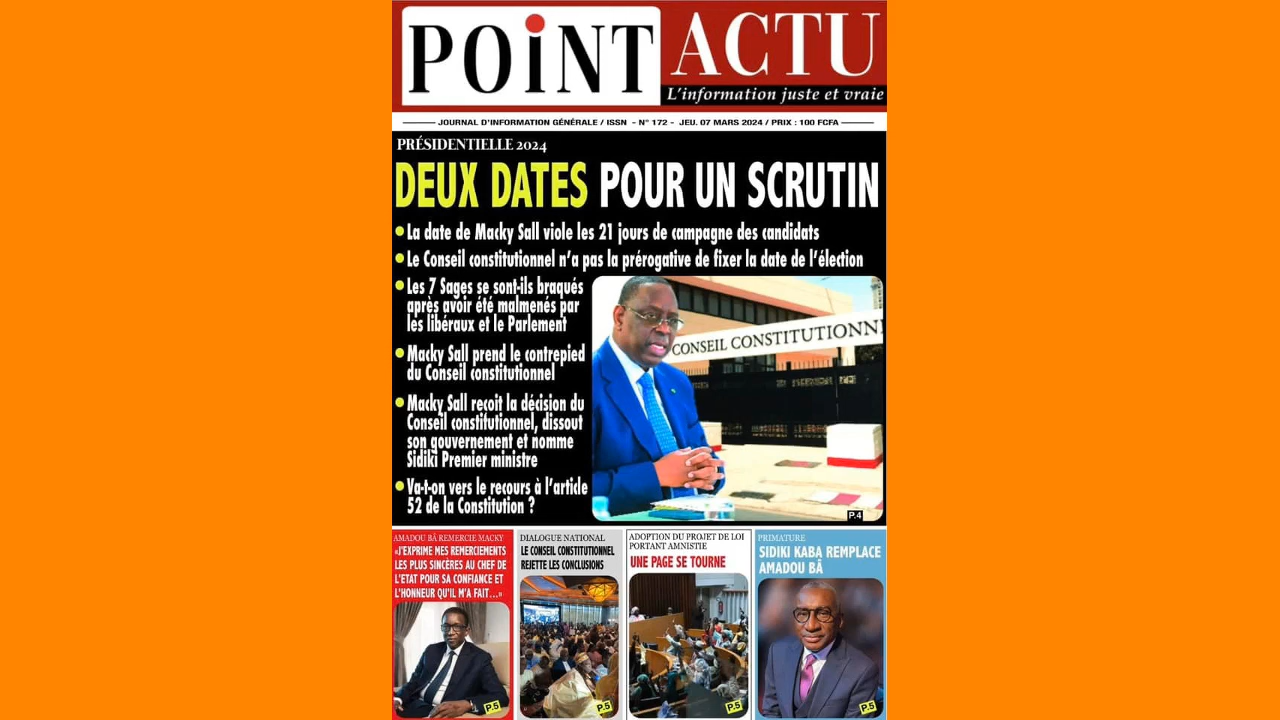 POINT ACTU
L'information juste et vraie
JOURNAL D'INFORMATION GÉNÉRALE / ISSN - N° 172 - JEU. 07 MARS 2024 / PRIX : 100 FCFA
PRÉSIDENTIELLE 2024
DEUX DATES POUR UN SCRUTIN
La date de Macky Sall viole les 21 jours de campagne des candidats
Le Conseil constitutionnel n'a pas la prérogative de fixer la date de l'élection
Les 7 Sages se sont-ils braqués
après avoir été malmenés par
les libéraux et le Parlement
Macky Sall prend le contrepied
du Conseil constitutionnel
Macky Sall reçoit la décision du
Conseil constitutionnel, dissout
son gouvernement et nomme
Sidiki Premier ministre
Va-t-on vers le recours à l'article
52 de la Constitution ?
CONSEIL CONSTITUTIONN
P.4
AMADOU BÂ REMERCIE MACKY
«J'EXPRIME MES REMERCIEMENTS
LES PLUS SINCÈRES AU CHEF DE
L'ETAT POUR SA CONFIANCE ET
L'HONNEUR QU'IL M'A FAIT...»
P.5
DIALOGUE NATIONAL
LE CONSEIL CONSTITUTIONNEL
REJETTE LES CONCLUSIONS
P.5
ADOPTION DU PROJET DE LOI
PORTANT AMNISTIE
UNE PAGE SE TOURNE
P.5
PRIMATURE
SIDIKI KABA REMPLACE
AMADOU BÂ
P.5